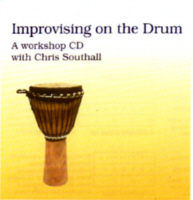 Improvising on the Drum
A workshop CD
with Chris Southall